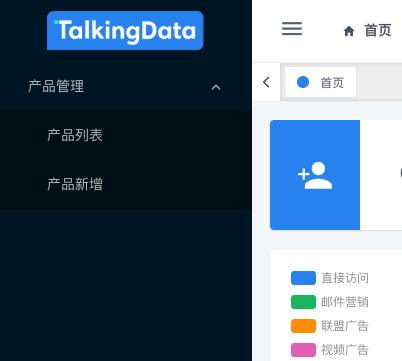 TalkingData
产品管理
产品列表
产品新增
首页
首页
直接访问
邮件营销
联盟广告
视频广告